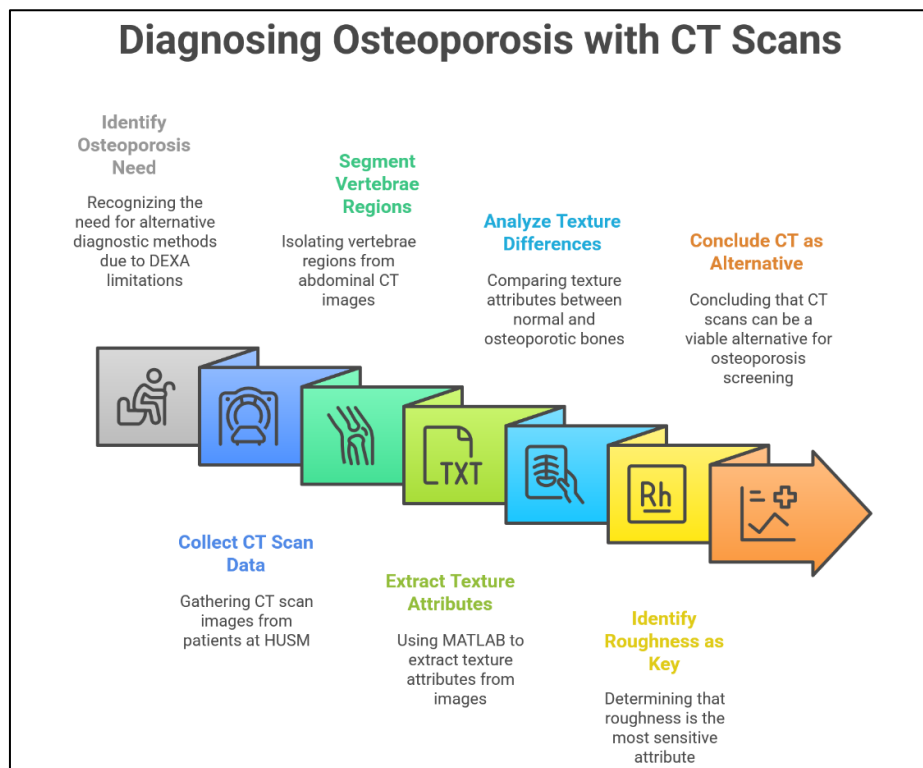 Diagnosing Osteoporosis with CT Scans
Identify
Osteoporosis
Need
Recognizing the
need for alternative
diagnostic methods
due to DEXA
limitations
Segment
Vertebrae
Regions
Isolating vertebrae
regions from
abdominal CT
images
Analyze Texture
Differences
Comparing texture
attributes between
normal and
osteoporotic bones
Conclude CT as
Alternative
Concluding that CT
scans can be a
viable alternative for
osteoporosis
screening
TXT
Rh
Collect CT Scan
Data
Gathering CT scan
images from
patients at HUSM
Extract Texture
Attributes
Using MATLAB to
extract texture
attributes from
images
Identify
Roughness as
Key
Determining that
roughness is the
most sensitive
attribute